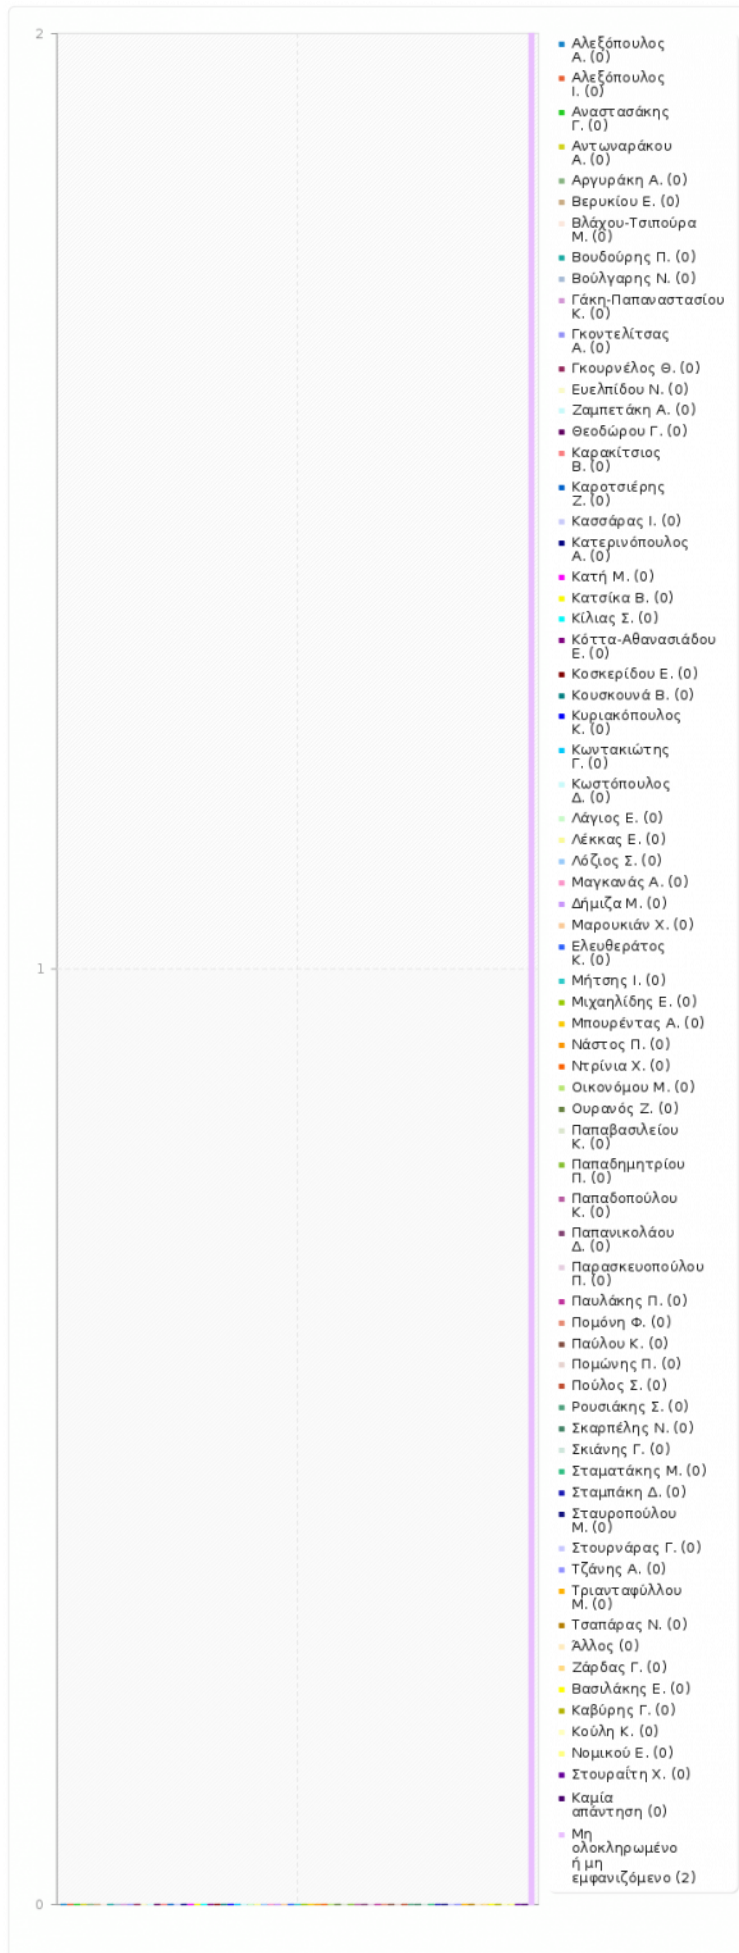 2
1
0
Αλεξόπουλος
Α. (0)
Αλεξόπουλος
Ι. (0)
Αναστασάκης
Γ. (0)
Αντωναράκου
Α. (0)
Αργυράκη Α. (0)
Βερυκίου Ε. (0)
Βλάχου-Τσιπούρα
Μ. (0)
Βουδούρης Π. (0)
Βούλγαρης Ν. (0)
Γάκη-Παπαναστασίου
Κ. (0)
Γκοντελίτσας
Α. (0)
Γκουρνέλος Θ. (0)
Ευελπίδου Ν. (0)
Ζαμπετάκη Α. (0)
Θεοδώρου Γ. (0)
Καρακίτσιος
Β. (0)
Καροτσιέρης
Ζ. (0)
Κασσάρας Ι. (0)
Κατερινόπουλος
Α. (0)
Κατή Μ. (0)
Κατσίκα Β. (0)
Κίλιας Σ. (0)
Κόττα-Αθανασιάδου
Ε. (0)
Κοσκερίδου Ε. (0)
Κουσκουνά Β. (0)
Κυριακόπουλος
Κ. (0)
Κωντακιώτης
Γ. (0)
Κωστόπουλος
Δ. (0)
Λάγιος Ε. (0)
Λέκκας Ε. (0)
Λόζιος Σ. (0)
Μαγκανάς Α. (0)
Δήμιζα Μ. (0)
Μαρουκιάν Χ. (0)
Ελευθεράτος
Κ. (0)
Μήτσης Ι. (0)
Μιχαηλίδης Ε. (0)
Μπουρέντας Α. (0)
Νάστος Π. (0)
Ντρίνια Χ. (0)
Οικονόμου Μ. (0)
Ουρανός Ζ. (0)
Παπαβασιλείου
Κ. (0)
Παπαδημητρίου
Π. (0)
Παπαδοπούλου
Κ. (0)
Παπανικολάου
Δ. (0)
Παρασκευοπούλου
Π. (0)
Παυλάκης Π. (0)
Πομόνη Φ. (0)
Παύλου Κ. (0)
Πομώνης Π. (0)
Πούλος Σ. (0)
Ρουσιάκης Σ. (0)
Σκαρπέλης Ν. (0)
Σκιάνης Γ. (0)
Σταματάκης Μ. (0)
Σταμπάκη Δ. (0)
Σταυροπούλου
Μ. (0)
Στουρνάρας Γ. (0)
Τζάνης Α. (0)
Τριανταφύλλου
Μ. (0)
Τσαπάρας Ν. (0)
Άλλος (0)
Ζάρδας Γ. (0)
Βασιλάκης Ε. (0)
Καβύρης Γ. (0)
Κούλη Κ. (0)
Νομικού Ε. (0)
Στουραΐτη Χ. (0)
Καμία
απάντηση (0)
Μη
ολοκληρωμένο
ή μη
εμφανιζόμενο (2)